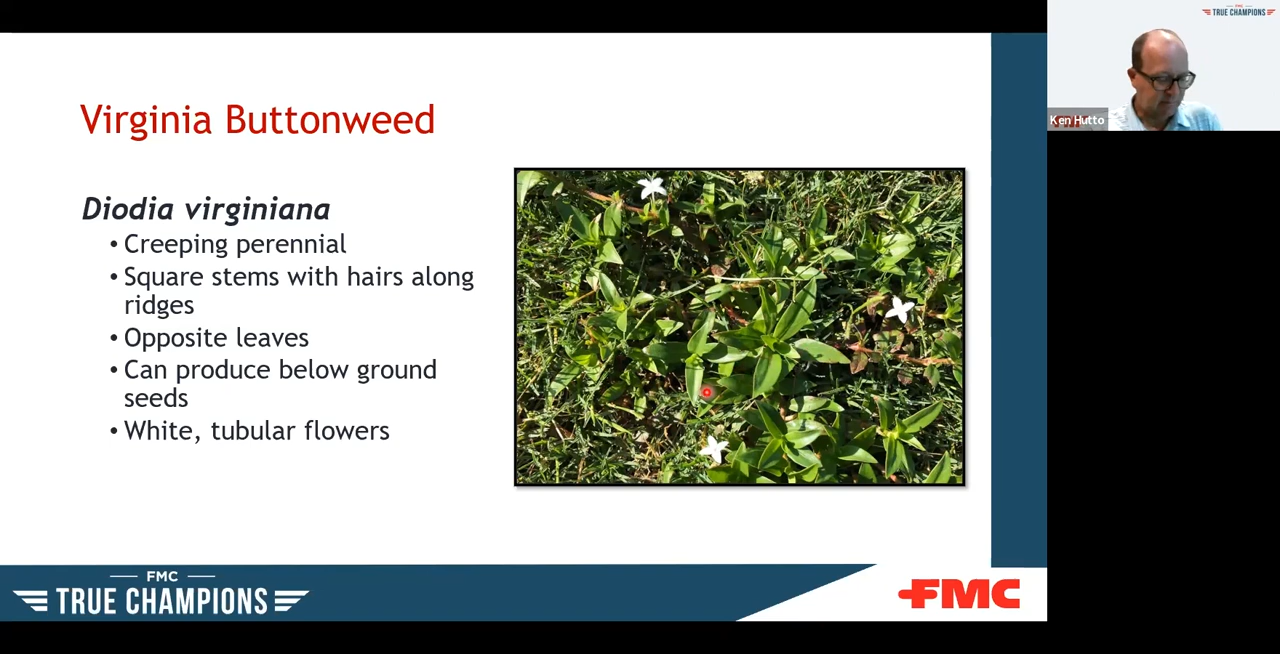 FMC
TRUE CHAMPIONS
Ken Hutto
Virginia Buttonweed
Diodia virginiana
• Creeping perennial
• Square stems with hairs along
ridges
• Opposite leaves
• Can produce below ground
seeds
• White, tubular flowers
FMC
TRUE CHAMPIONS
FMC